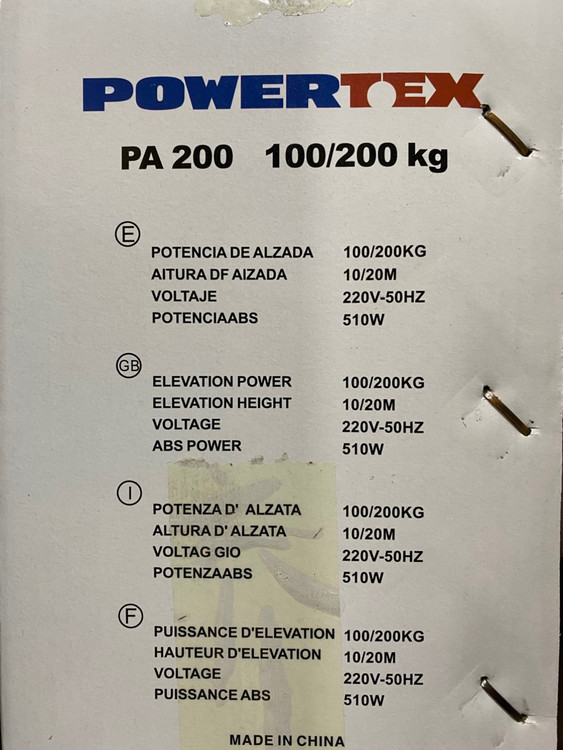 POWERTEX
PA 200 100/200 kg
E
POTENCIA DE ALZADA 100/200KG
AITURA DF AIZADA 10/20M
VOLTAJE 220V-50HZ
POTENCIAABS 510W
GB
ELEVATION POWER 100/200KG
ELEVATION HEIGHT 10/20M
VOLTAGE 220V-50HZ
ABS POWER 510W
I
POTENZA D' ALZATA 100/200KG
ALTURA D' ALZATA 10/20M
VOLTAG GIO 220V-50HZ
POTENZAABS 510W
F
PUISSANCE D'ELEVATION 100/200KG
HAUTEUR D'ELEVATION 10/20M
VOLTAGE 220V-50HZ
PUISSANCE ABS 510W
MADE IN CHINA